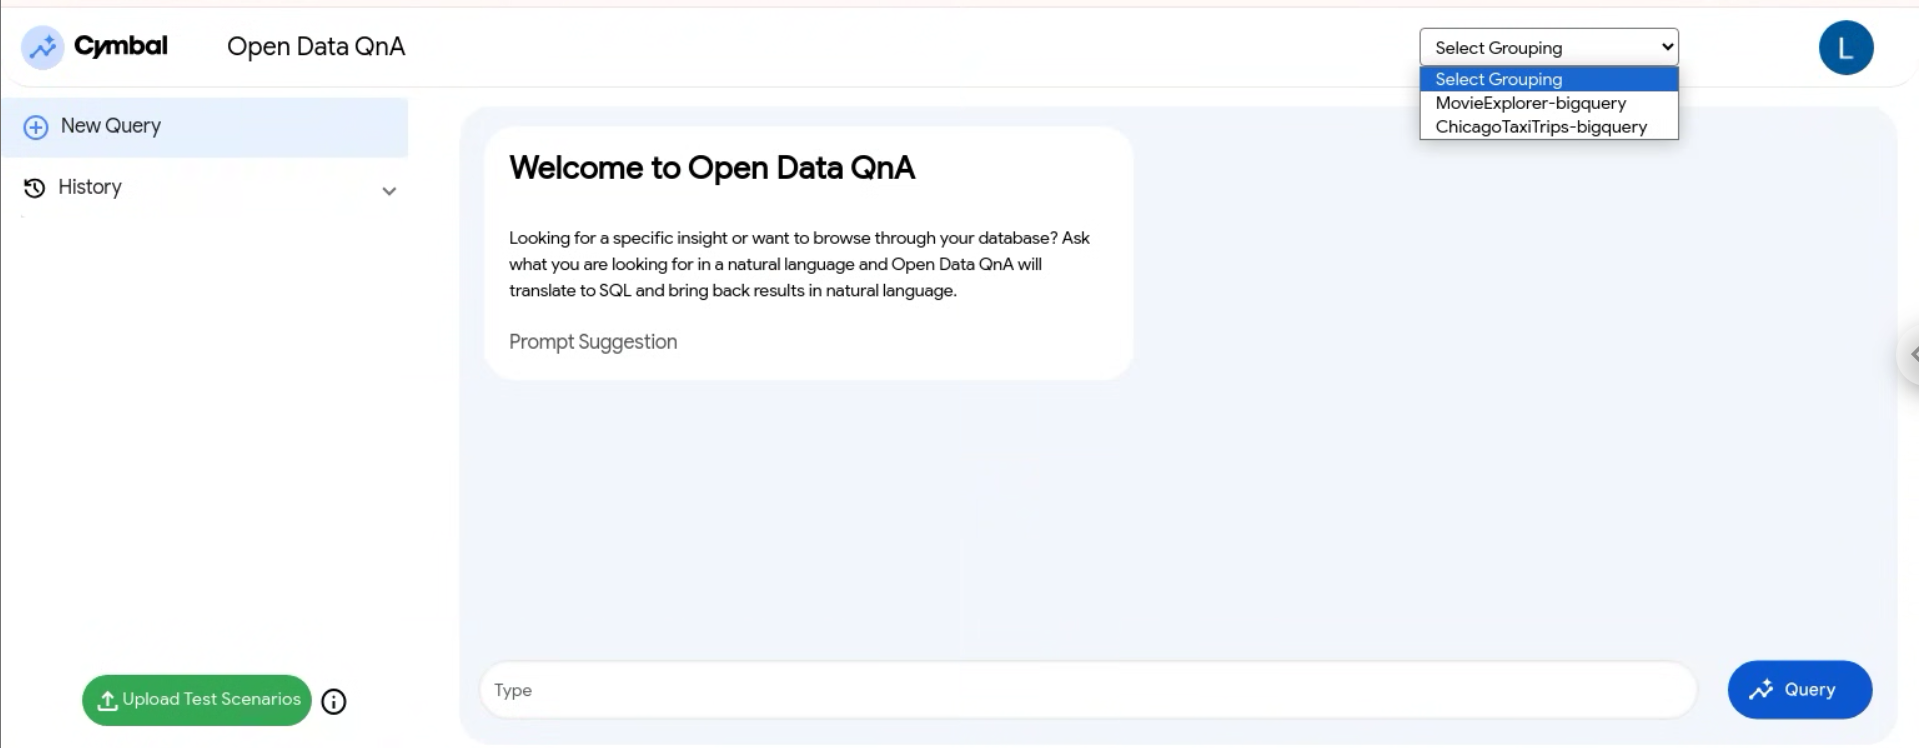 Cymbal
Open Data QnA
Select Grouping
L
Select Grouping
MovieExplorer-bigquery
ChicagoTaxiTrips-bigquery
New Query
History
Welcome to Open Data QnA
Looking for a specific insight or want to browse through your database? Ask
what you are looking for in a natural language and Open Data QnA will
translate to SQL and bring back results in natural language.
Prompt Suggestion
Upload Test Scenarios
Type
Query